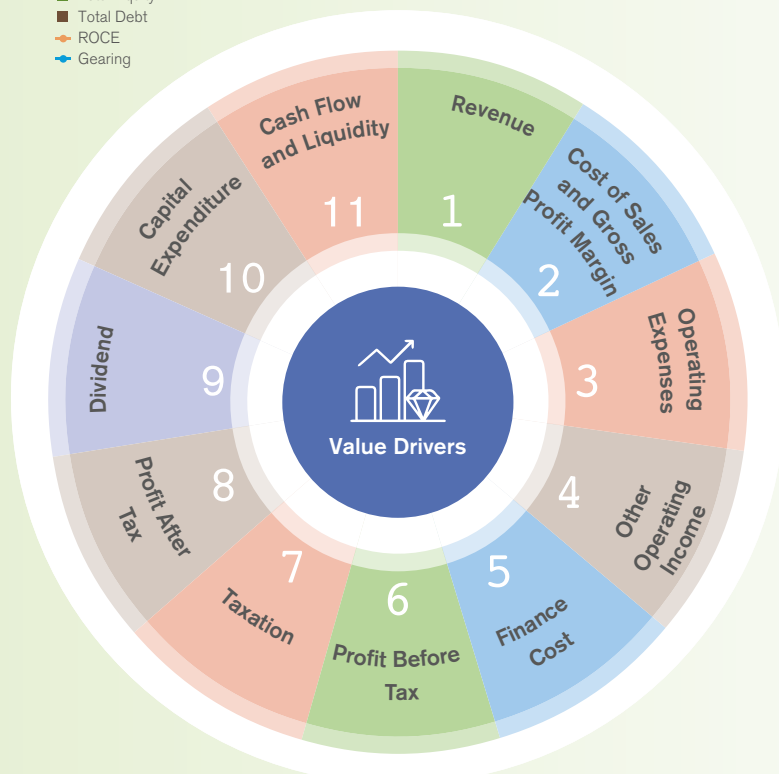 Total Debt
ROCE
Gearing
Revenue
1
Cost of Sales
and Gross
Profit Margin
2
Operating
Expenses
3
Other
Operating
Income
4
Finance
Cost
5
Profit Before
Tax
6
Taxation
7
Profit After
Tax
8
Dividend
9
Capital
Expenditure
10
Cash Flow
and Liquidity
11
Value Drivers